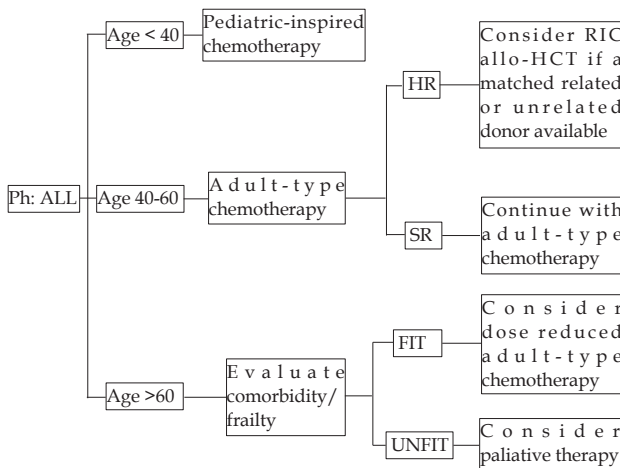 Ph: ALL
Age < 40
Pediatric-inspired
chemotherapy
Age 40-60
Adult-type
chemotherapy
HR
Consider RIC
allo-HCT if a
matched related
or unrelated
donor available
SR
Continue with
adult-type
chemotherapy
Age >60
Evaluate
comorbidity/
frailty
FIT
Consider
dose reduced
adult-type
chemotherapy
UNFIT
Consider
paliative therapy